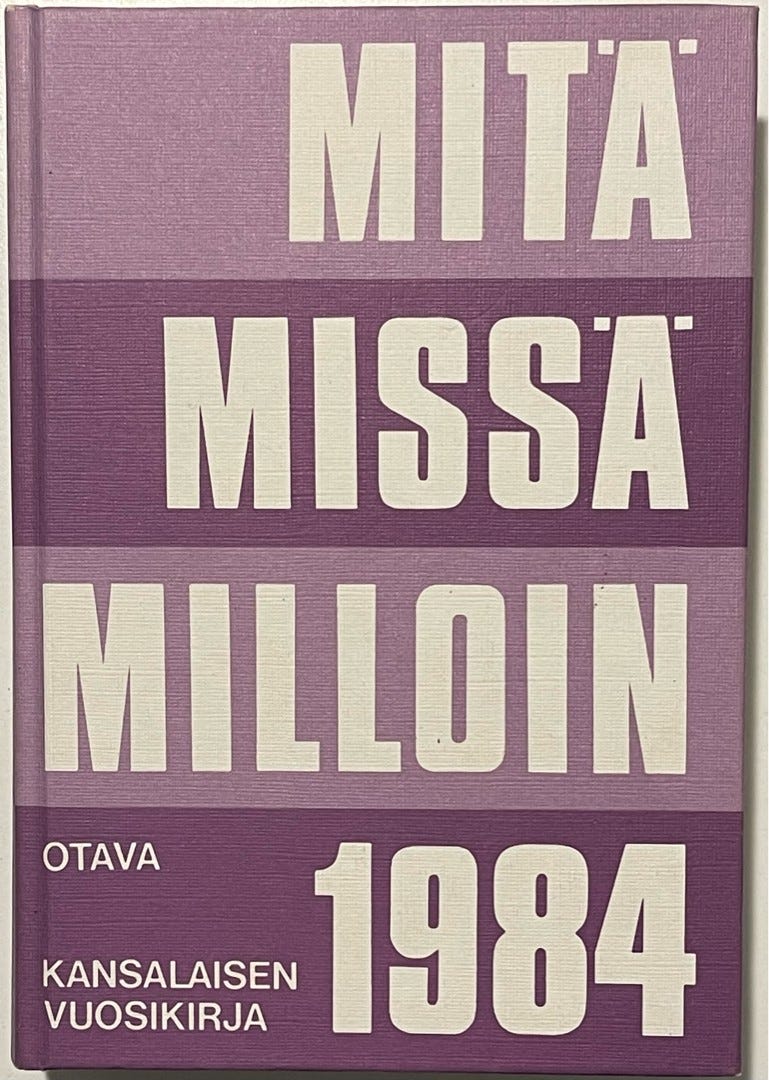 MITÄ
MISSÄ
MILLOIN
OTAVA
1984
KANSALAISEN
VUOSIKIRJA